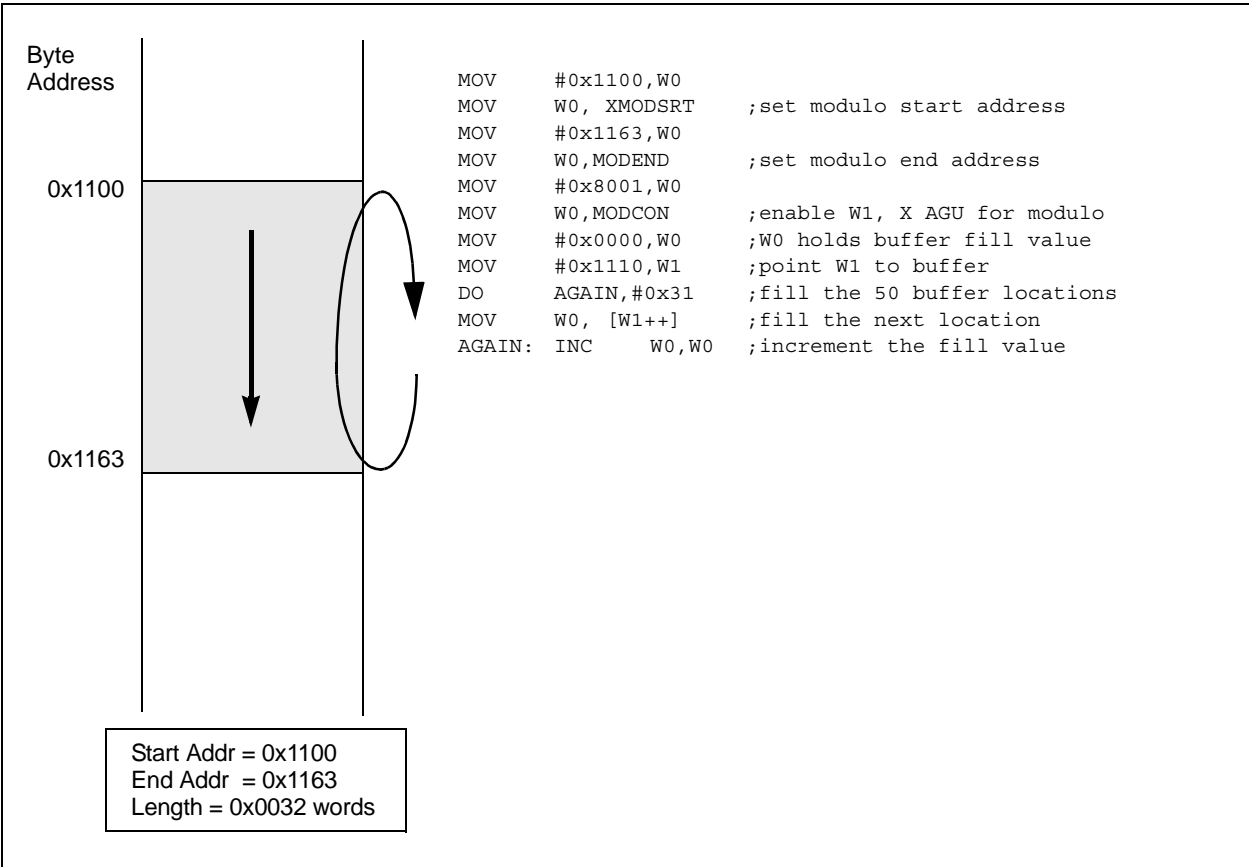 Byte
Address
MOV #0x1100,W0
MOV W0, XMODSRT ;set modulo start address
MOV #0x1163,W0
MOV W0,MODEND ;set modulo end address
MOV #0x8001,W0
MOV W0,MODCON ;enable W1, X AGU for modulo
MOV #0x0000,W0 ;W0 holds buffer fill value
MOV #0x1110,W1 ;point W1 to buffer
DO AGAIN,#0x31 ;fill the 50 buffer locations
MOV W0, [W1++] ;fill the next location
AGAIN: INC W0,W0 ;increment the fill value
0x1100
0x1163
Start Addr = 0x1100
End Addr = 0x1163
Length = 0x0032 words